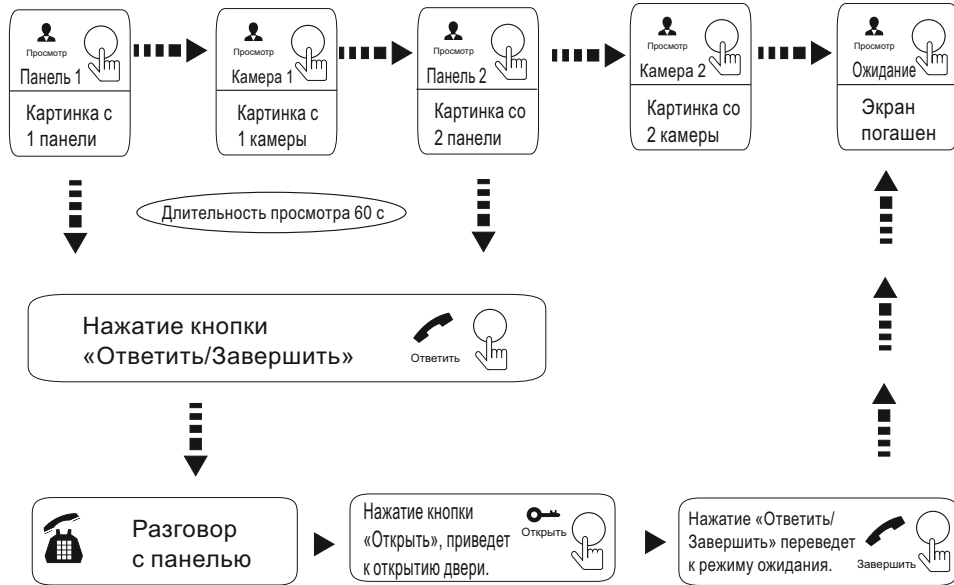 Просмотр
Панель 1
Картинка с
1 панели
Просмотр
Камера 1
Картинка с
1 камеры
Просмотр
Панель 2
Картинка со
2 панели
Просмотр
Камера 2
Картинка со
2 камеры
Просмотр
Ожидание
Экран
погашен
Длительность просмотра 60 с
Нажатие кнопки
«Ответить/Завершить»
Ответить
Разговор
с панелью
Нажатие кнопки
«Открыть», приведет
к открытию двери.
Открыть
Нажатие «Ответить/
Завершить» переведет
к режиму ожидания.
Завершить